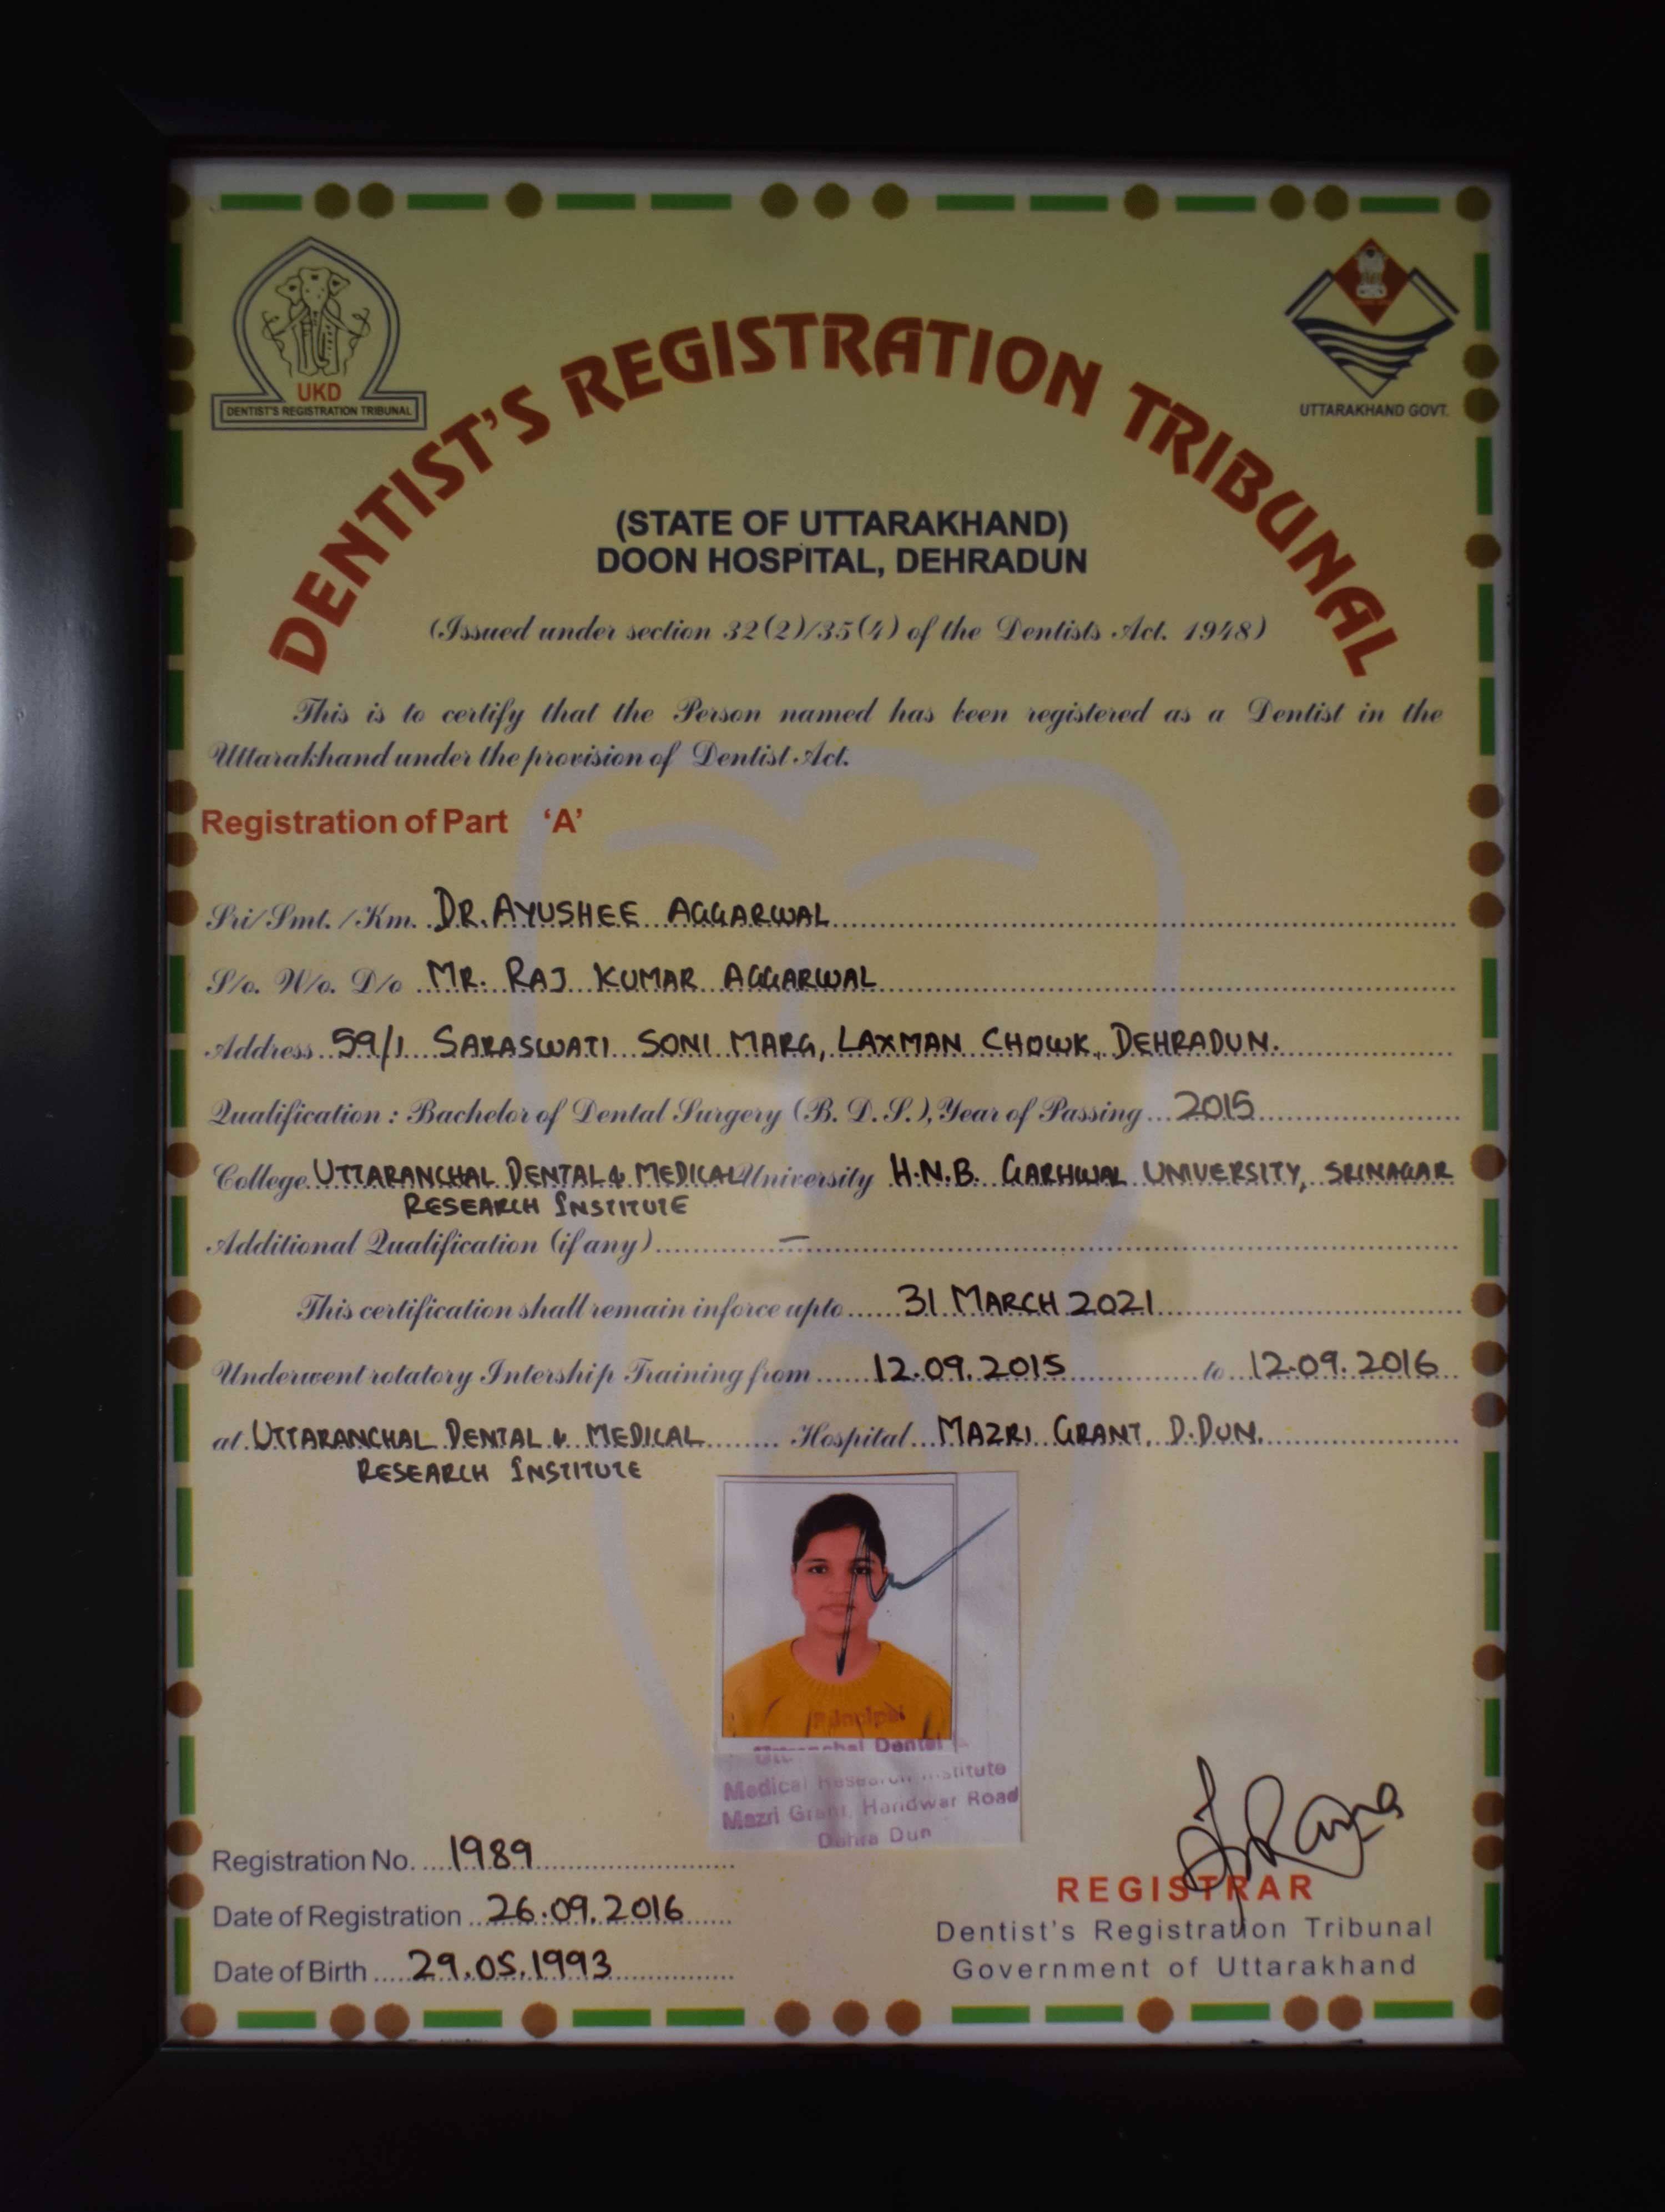 UKD
DENTIST'S REGISTRATION TRIBUNAL
UTTARAKHAND GOVT.
DENTIST'S REGISTRATION TRIBUNAL
(STATE OF UTTARAKHAND)
DOON HOSPITAL, DEHRADUN
(Issued under section 32(2)/35(4) of the Dentists Act. 1948)
This is to certify that the Person named has been registered as a Dentist in the
Uttarakhand under the provision of Dentist Act.
Registration of Part 'A'
Sri/Smt./Km. DR. AYUSHEE AGGARWAL
S/o. W/o. D/o MR. RAJ KUMAR AGGARWAL
Address 59/1 SARASWATI SONI MARG, LAXMAN CHOWK, DEHRADUN.
Qualification : Bachelor of Dental Surgery (B. D.S.), Year of Passing 2015
College UTTARANCHAL DENTAL & MEDICAL University H.N.B. GARHWAL UNIVERSITY, SRINAGAR
RESEARCH INSTITUTE
Additional Qualification (if any) —
This certification shall remain inforce upto 31 MARCH 2021
Underwent rotatory Intership Training from 12.09.2015 to 12.09.2016
at UTTARANCHAL DENTAL & MEDICAL Hospital MAZRI GRANT, D.DUN.
RESEARCH INSTITUTE
Principal
Dental
Medical Research Institute
Mazri Grant, Haridwar Road
Dehra Dun
Registration No. 1989
Date of Registration 26.09.2016
Date of Birth 29.05.1993
REGISTRAR
Dentist's Registration Tribunal
Government of Uttarakhand